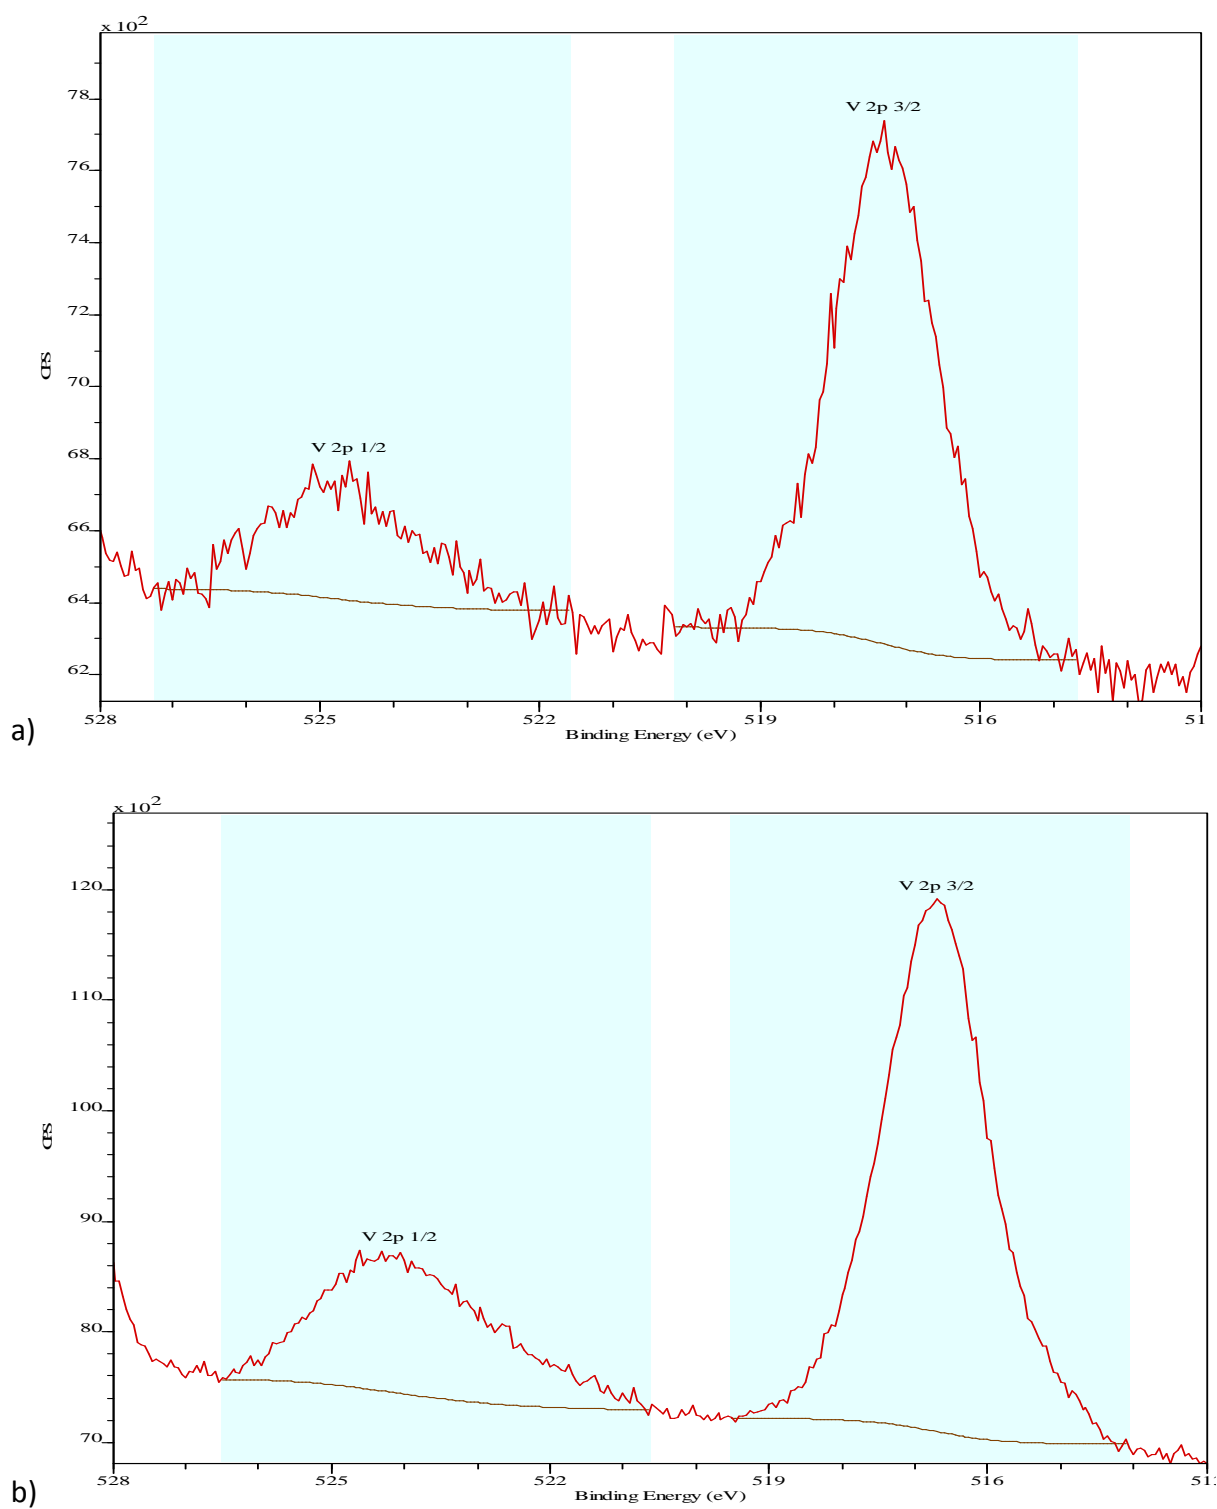 x 10²
V 2p 3/2
78
76
74
72
70
CPS
V 2p 1/2
68
66
64
62
528 525 522 519 516 51
Binding Energy (eV)
a)
x 10²
V 2p 3/2
120
110
100
CPS
V 2p 1/2
90
80
70
528 525 522 519 516 513
Binding Energy (eV)
b)